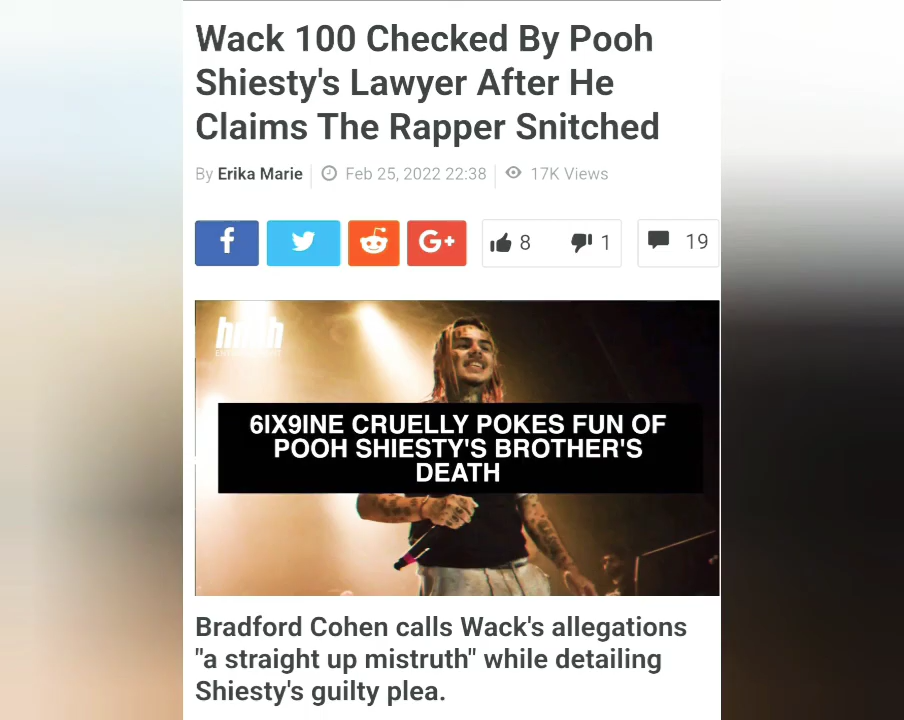 Wack 100 Checked By Pooh
Shiesty's Lawyer After He
Claims The Rapper Snitched
By Erika Marie Feb 25, 2022 22:38 17K Views
f G+ 8 1 19
6IX9INE CRUELLY POKES FUN OF
POOH SHIESTY'S BROTHER'S
DEATH
Bradford Cohen calls Wack's allegations
"a straight up mistruth" while detailing
Shiesty's guilty plea.